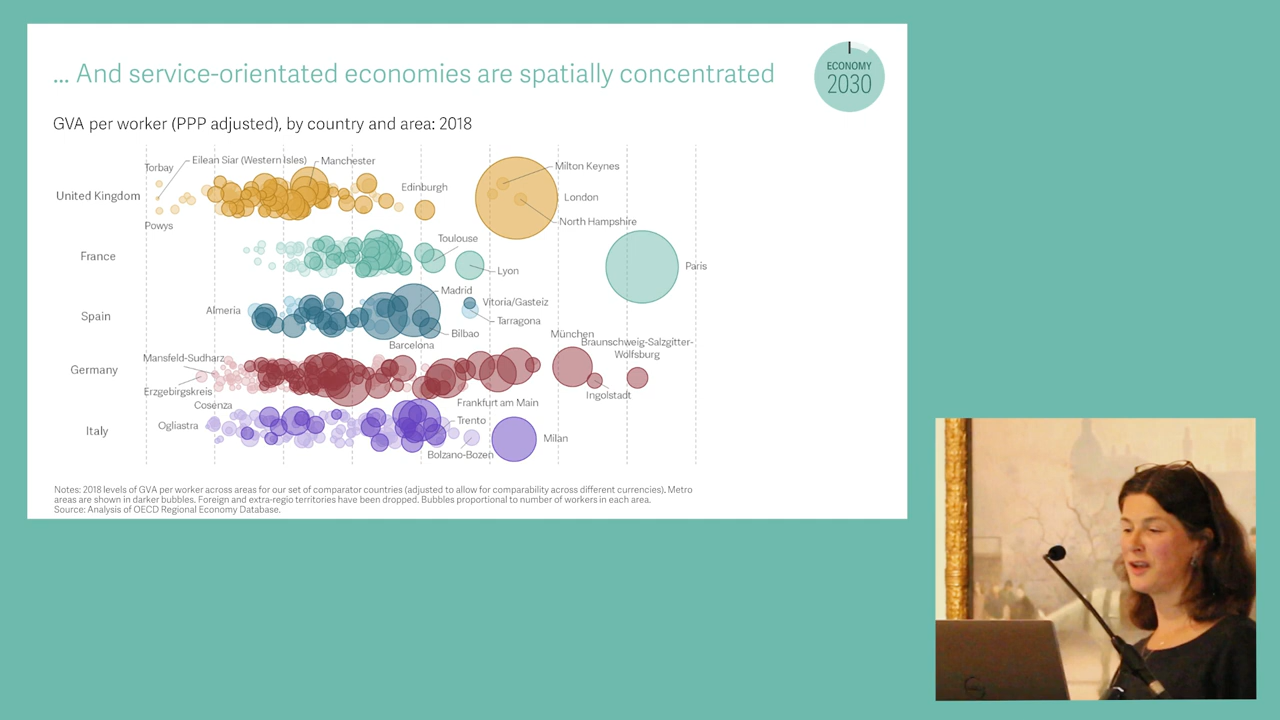 ... And service-orientated economies are spatially concentrated
ECONOMY
2030
GVA per worker (PPP adjusted), by country and area: 2018
Torbay
Eilean Siar (Western Isles)
Manchester
Milton Keynes
United Kingdom
Edinburgh
London
North Hampshire
Powys
Toulouse
France
Lyon
Paris
Madrid
Almeria
Vitoria/Gasteiz
Spain
Tarragona
Bilbao
Barcelona
München
Braunschweig-Salzgitter-
Wolfsburg
Mansfeld-Sudharz
Germany
Erzgebirgskreis
Ingolstadt
Frankfurt am Main
Cosenza
Ogliastra
Trento
Italy
Milan
Bolzano-Bozen
Notes: 2018 levels of GVA per worker across areas for our set of comparator countries (adjusted to allow for comparability across different currencies). Metro
areas are shown in darker bubbles. Foreign and extra-regio territories have been dropped. Bubbles proportional to number of workers in each area.
Source: Analysis of OECD Regional Economy Database.